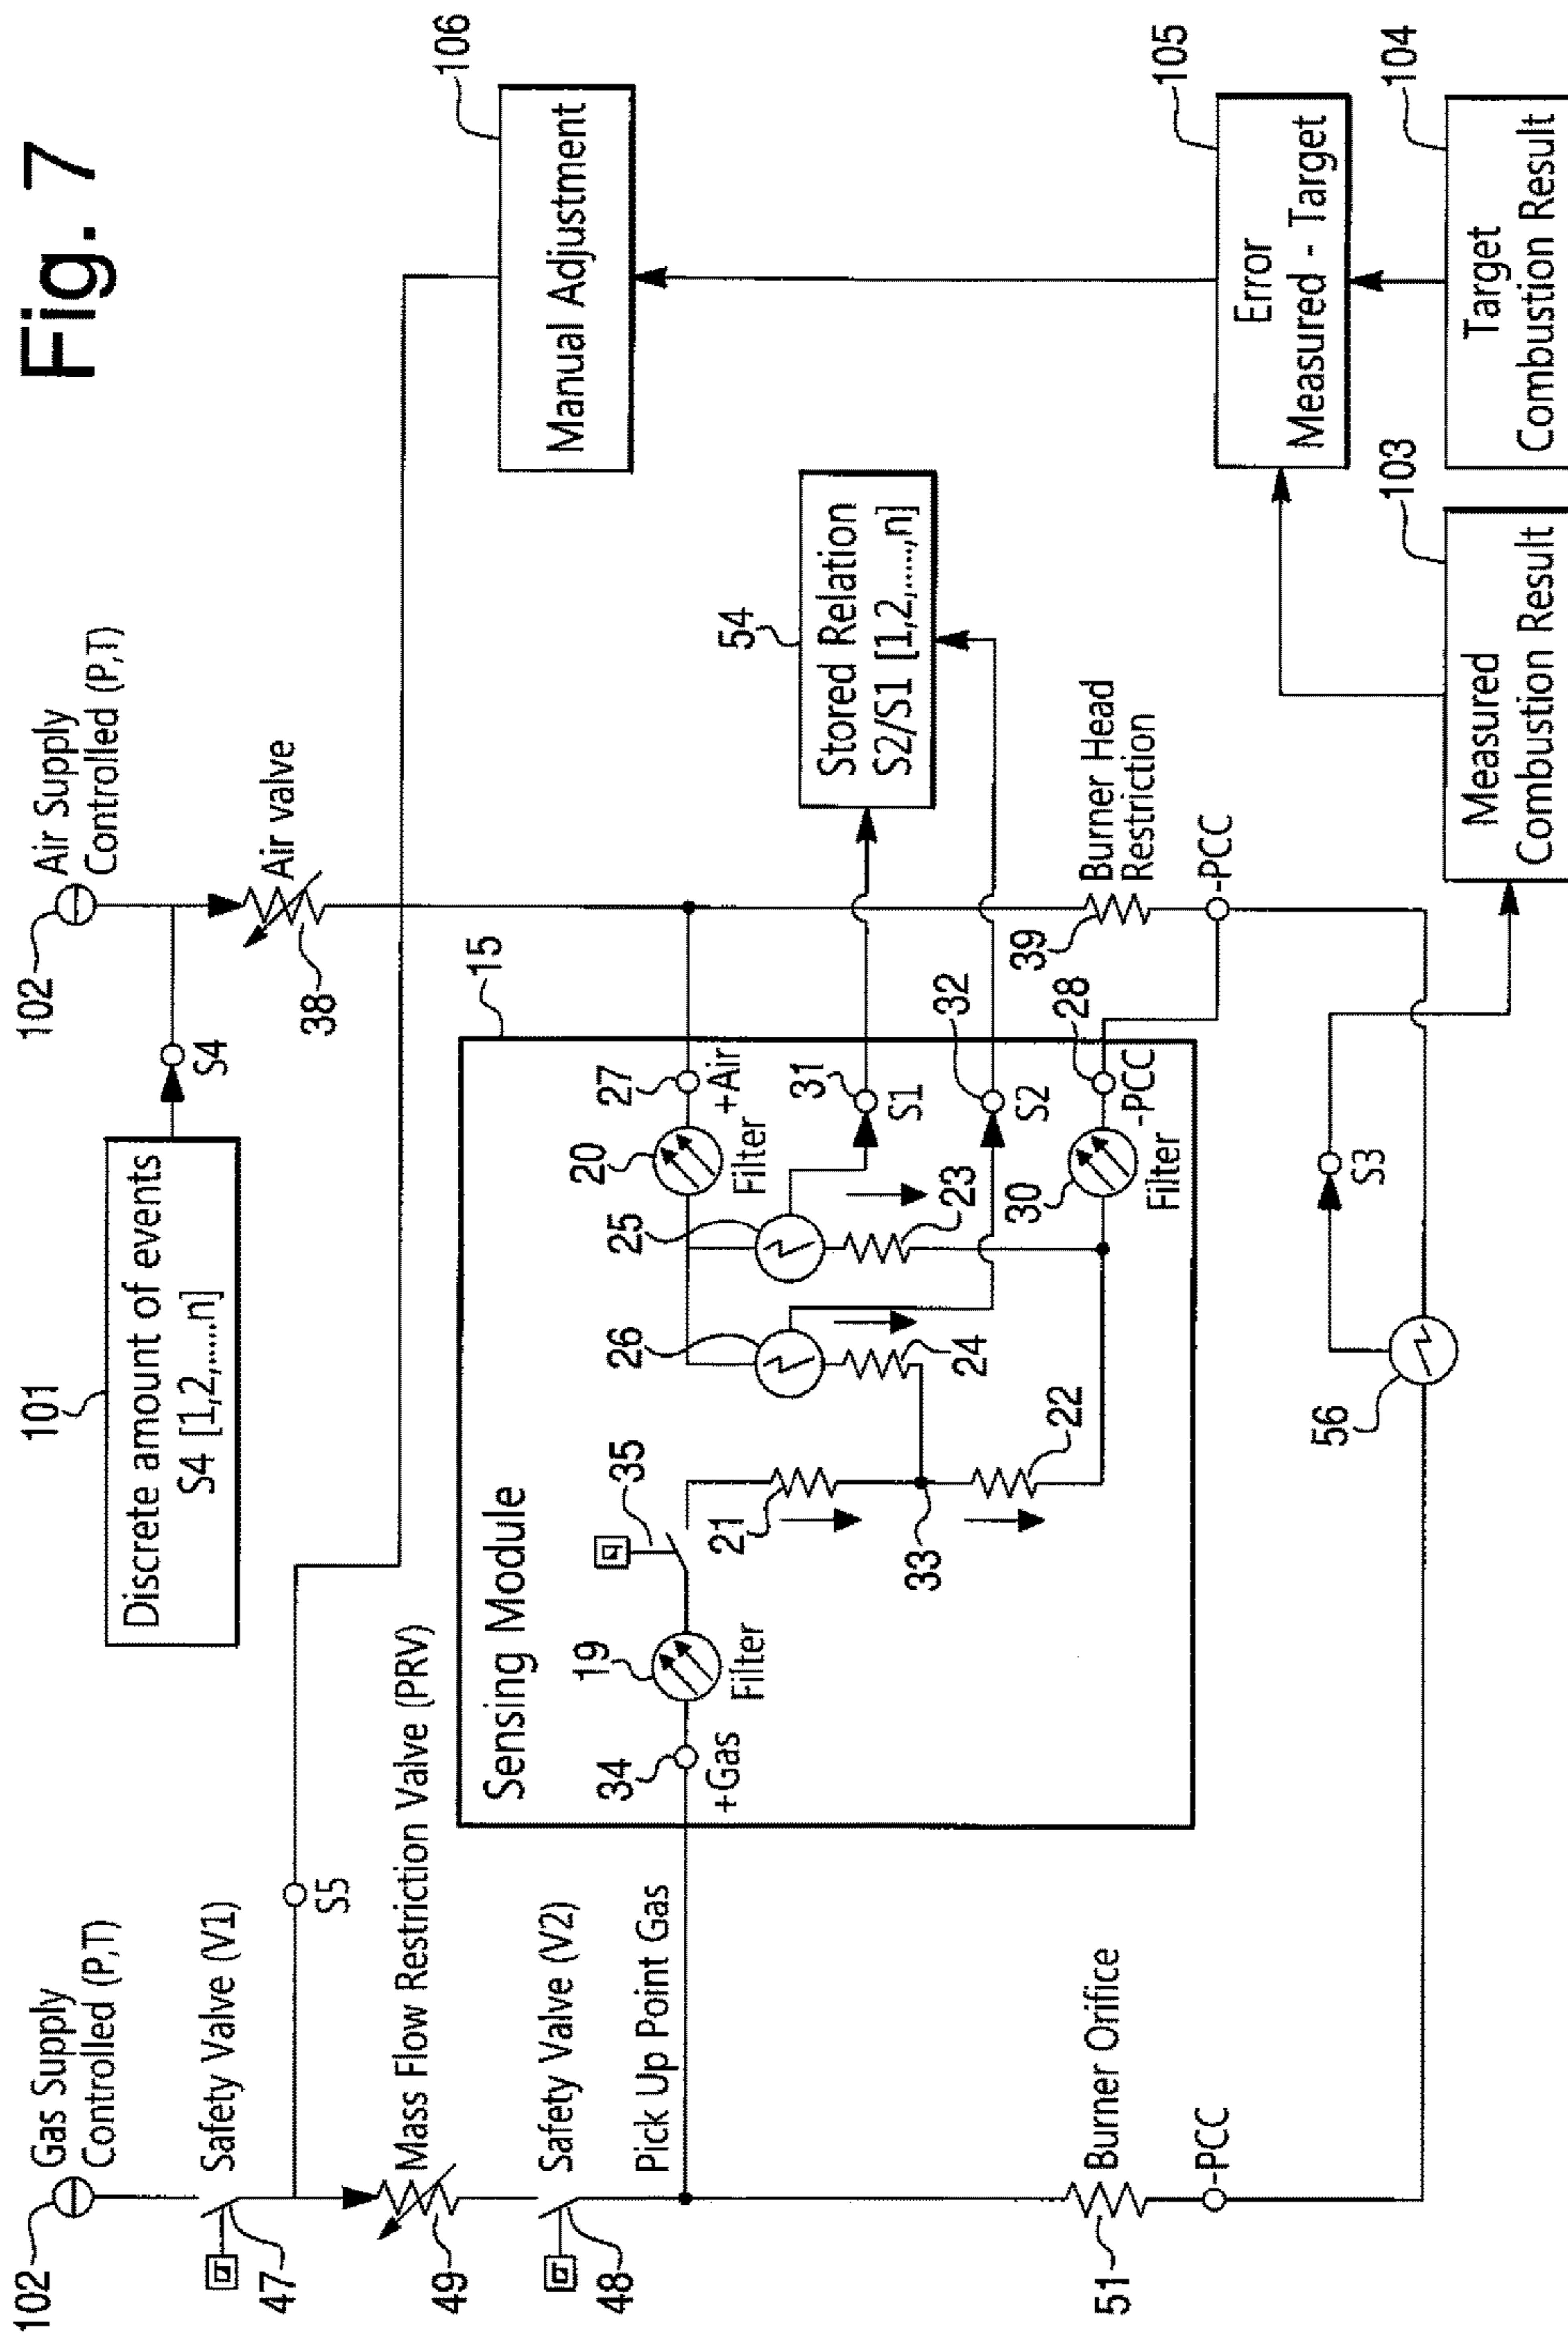 Fig. 7
102
Gas Supply
Controlled (P,T)
Safety Valve (V1)
47
S5
Mass Flow Restriction Valve (PRV)
49
Safety Valve (V2)
48
Pick Up Point Gas
Burner Orifice
51
-PCC
101
Discrete amount of events
S4 [1,2,......n]
S4
102
Air Supply
Controlled (P,T)
Air valve
38
Sensing Module
15
34
+Gas
19
Filter
35
21
33
22
26
24
25
23
20
Filter
27
+Air
31
S1
32
S2
30
Filter
28
-PCC
39
Burner Head
Restriction
-PCC
54
Stored Relation
S2/S1 [1,2,.....,n]
56
S3
103
Measured
Combustion Result
104
Target
Combustion Result
105
Error
Measured - Target
106
Manual Adjustment